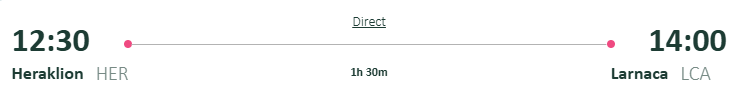 Direct
12:30 14:00
Heraklion HER 1h 30m Larnaca LCA